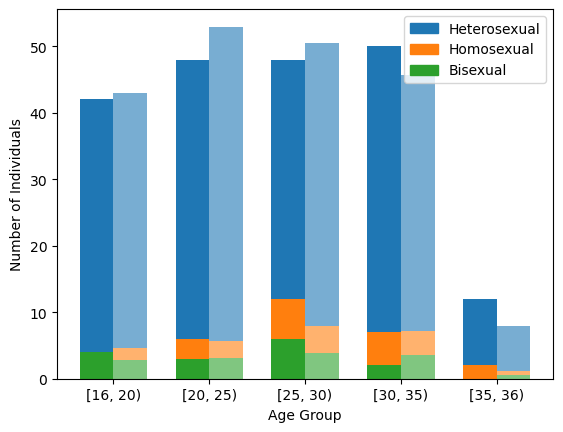 Heterosexual
Homosexual
Bisexual
50
40
30
20
10
0
Number of Individuals
[16, 20)
[20, 25)
[25, 30)
[30, 35)
[35, 36)
Age Group